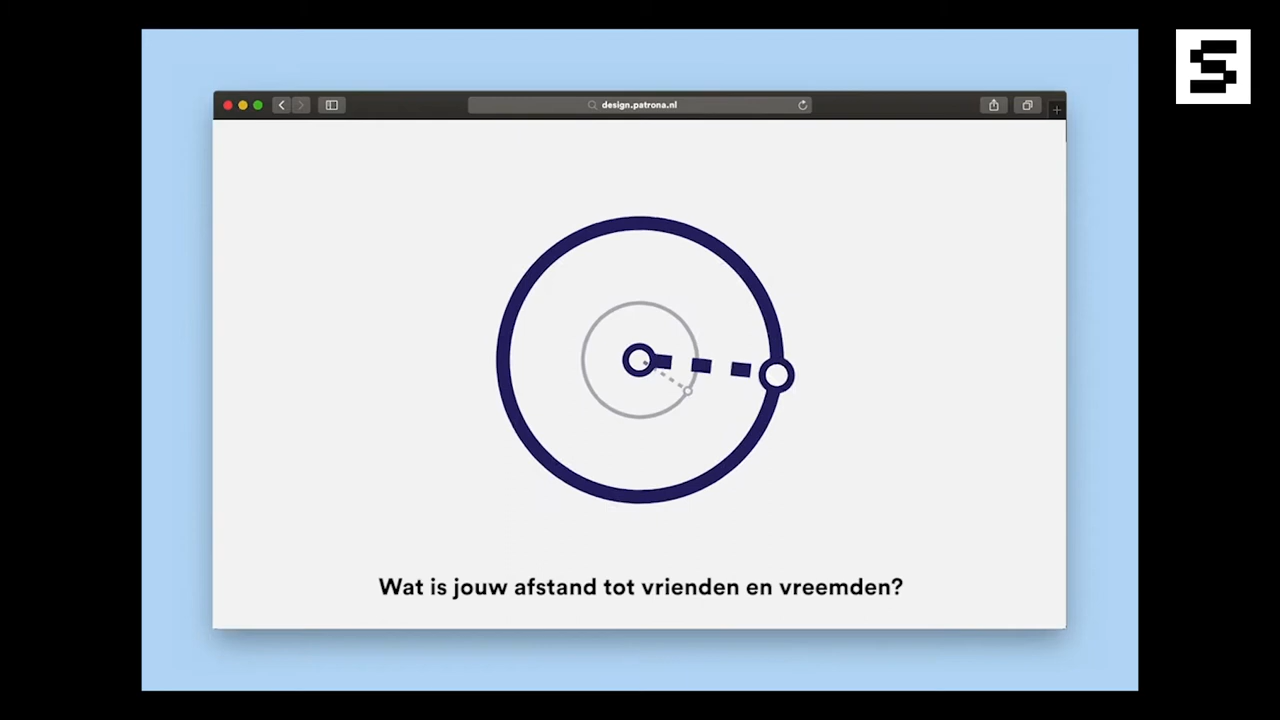 S
design.patrona.nl
Wat is jouw afstand tot vrienden en vreemden?